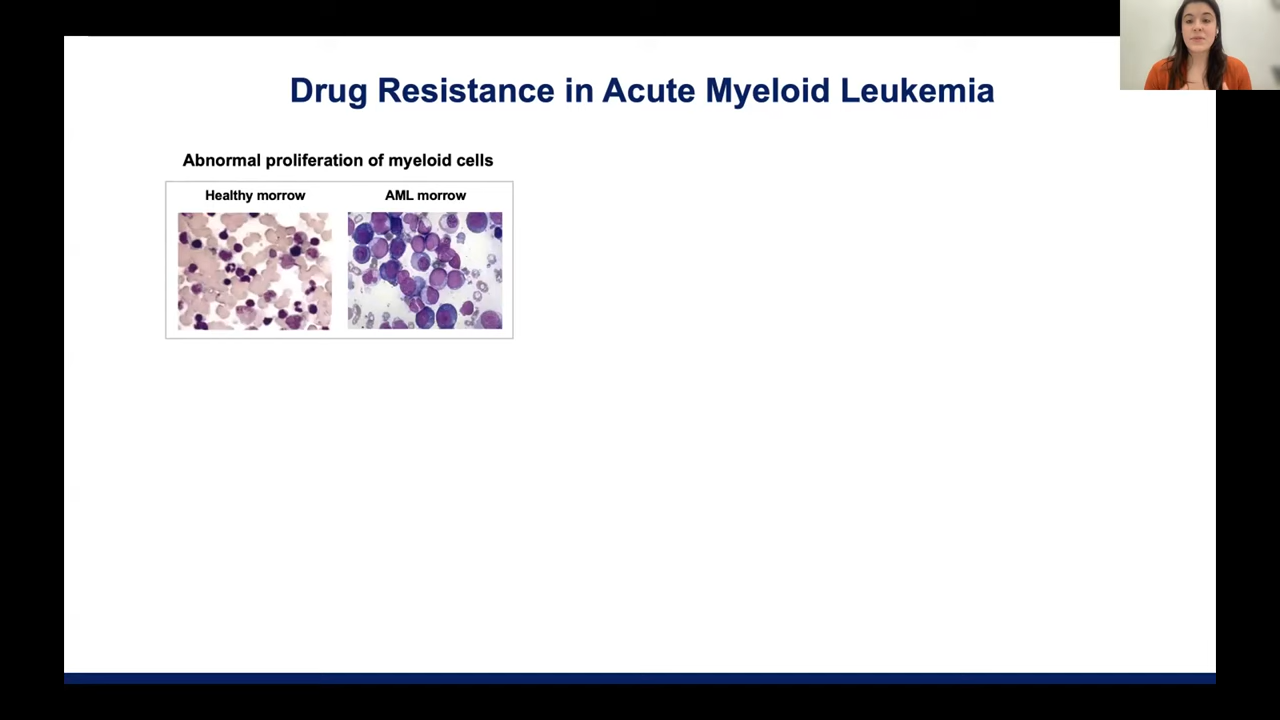 Drug Resistance in Acute Myeloid Leukemia
Abnormal proliferation of myeloid cells
Healthy morrow
AML morrow